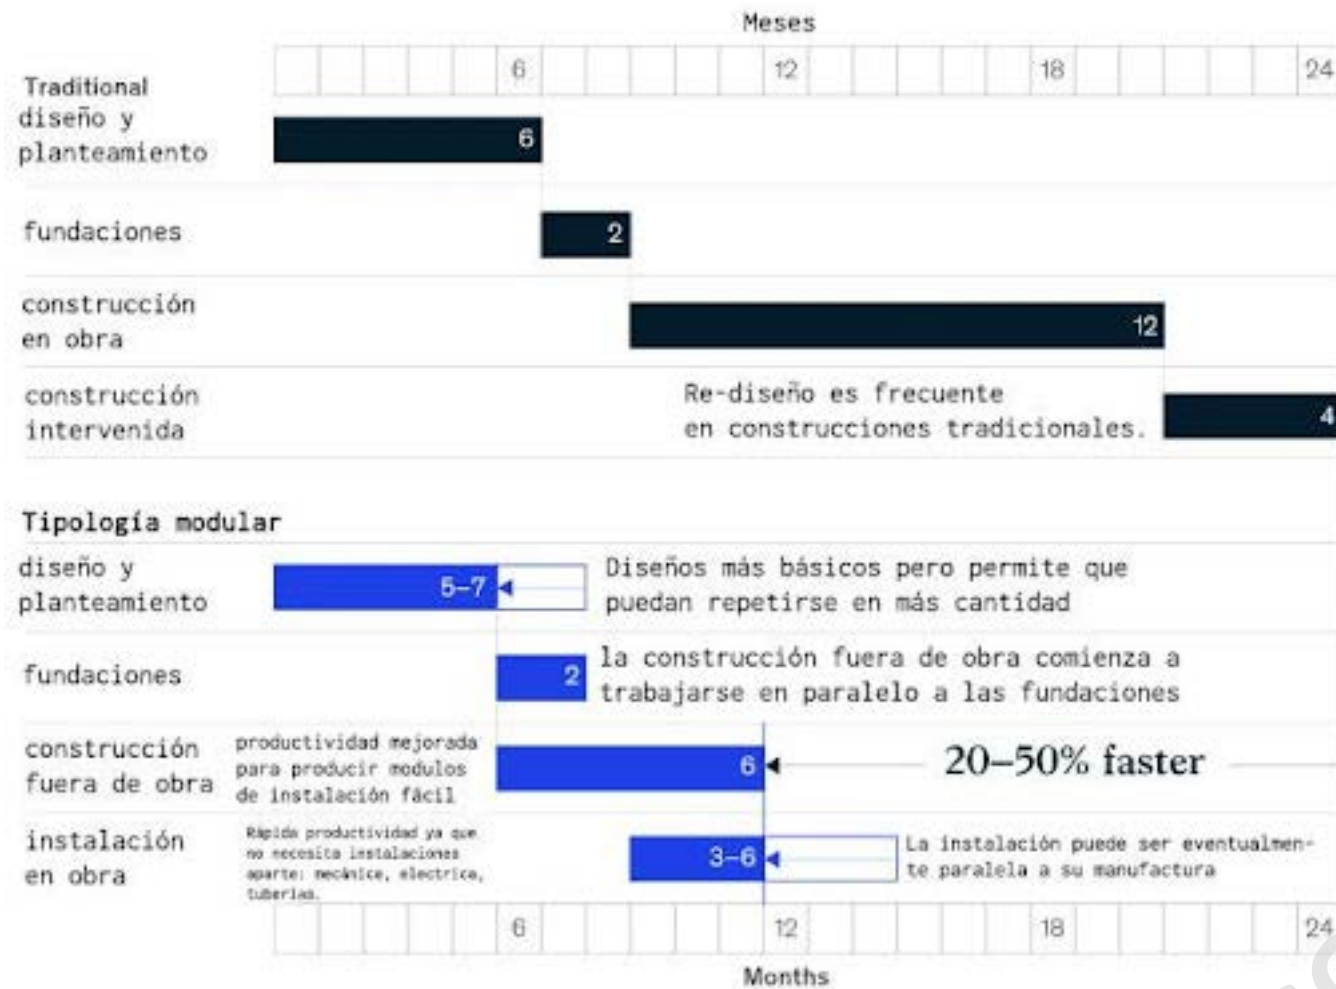 Meses
6 12 18 24
Traditional
diseño y
planteamiento
6
fundaciones
2
construcción
en obra
12
construcción
intervenida
Re-diseño es frecuente
en construcciones tradicionales.
4
Tipología modular
diseño y
planteamiento
5–7
Diseños más básicos pero permite que
puedan repetirse en más cantidad
fundaciones
2
la construcción fuera de obra comienza a
trabajarse en paralelo a las fundaciones
construcción
fuera de obra
productividad mejorada
para producir modulos
de instalación fácil
6
20–50% faster
instalación
en obra
Rápida productividad ya que
no necesita instalaciones
aparte: mecánice, electrica,
tuberias.
3–6
La instalación puede ser eventualmen-
te paralela a su manufactura
6 12 18 24
Months